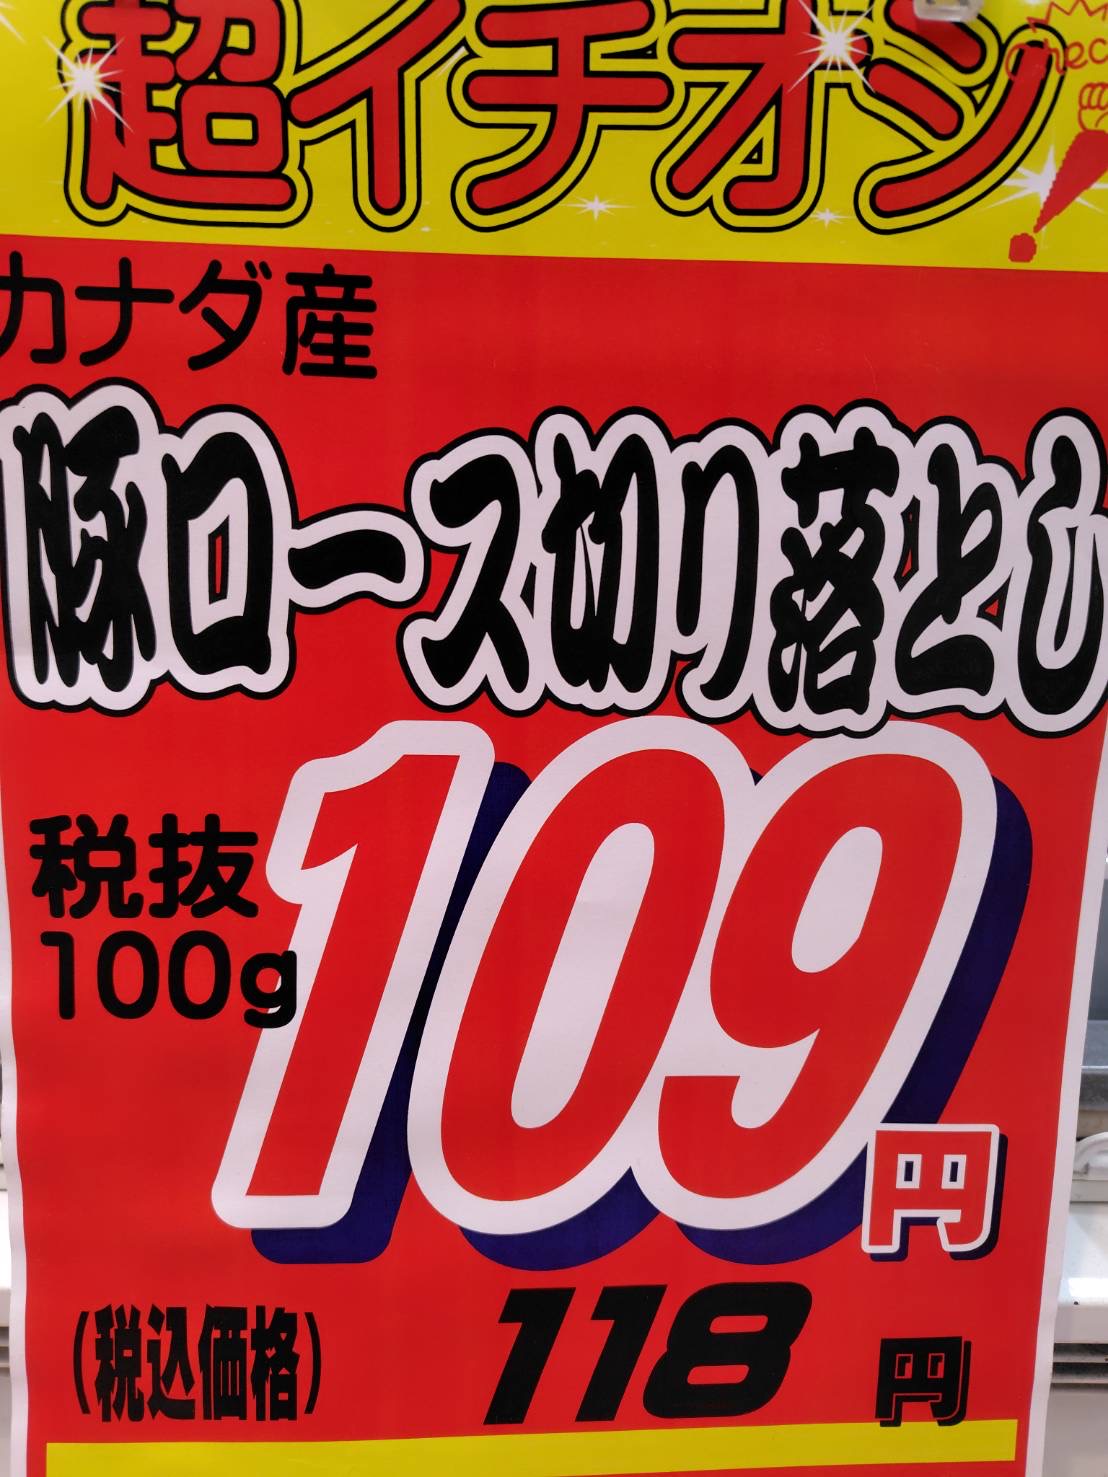 超イチオシ
Chec
カナダ産
豚ロース切り落とし
税抜
100g
109円
(税込価格) 118円